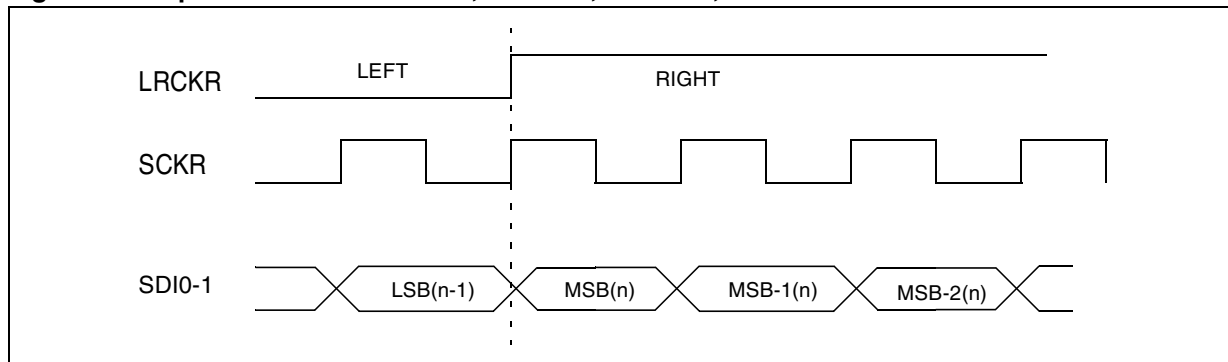 LRCKR LEFT RIGHT
SCKR
SDI0-1 LSB(n-1) MSB(n) MSB-1(n) MSB-2(n)